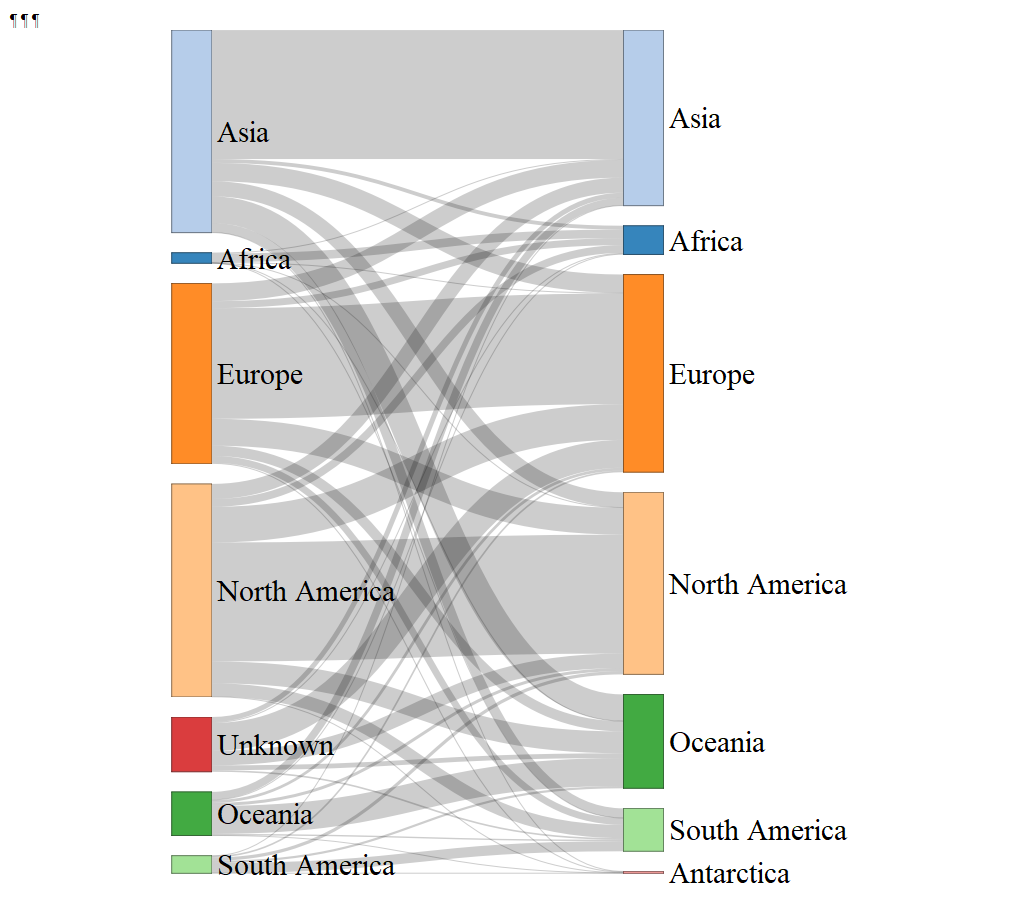 ¶ ¶ ¶
Asia
Africa
Europe
North America
Unknown
Oceania
South America
Asia
Africa
Europe
North America
Oceania
South America
Antarctica